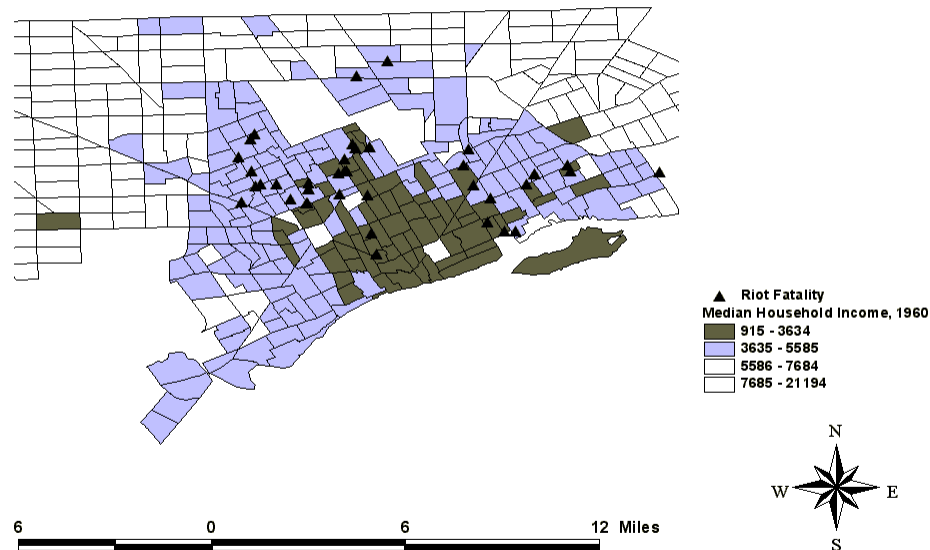 Riot Fatality
Median Household Income, 1960
915 - 3634
3635 - 5585
5586 - 7684
7685 - 21194
N
W E
S
6 0 6 12 Miles